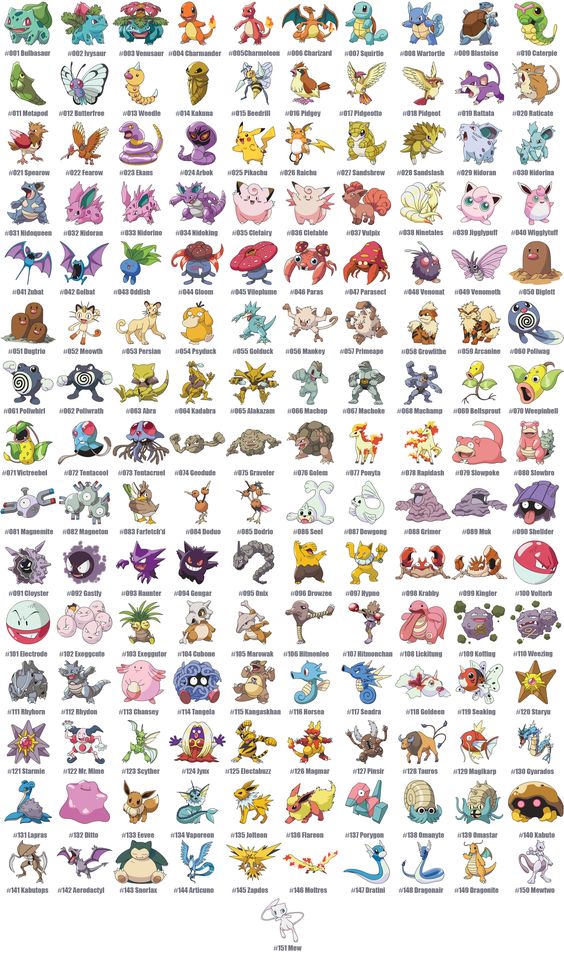 #001 Bulbasaur #002 Ivysaur #003 Venusaur #004 Charmander #005Charmeleon #006 Charizard #007 Squirtle #008 Wartortle #009 Blastoise #010 Caterpie
#011 Metapod #012 Butterfree #013 Weedle #014 Kakuna #015 Beedrill #016 Pidgey #017 Pidgeotto #018 Pidgeot #019 Rattata #020 Raticate
#021 Spearow #022 Fearow #023 Ekans #024 Arbok #025 Pikachu #026 Raichu #027 Sandshrew #028 Sandslash #029 Nidoran #030 Nidorina
#031 Nidoqueen #032 Nidoran #033 Nidorino #034 Nidoking #035 Clefairy #036 Clefable #037 Vulpix #038 Ninetales #039 Jigglypuff #040 Wigglytuff
#041 Zubat #042 Golbat #043 Oddish #044 Gloom #045 Vileplume #046 Paras #047 Parasect #048 Venonat #049 Venomoth #050 Diglett
#051 Dugtrio #052 Meowth #053 Persian #054 Psyduck #055 Golduck #056 Mankey #057 Primeape #058 Growlithe #059 Arcanine #060 Poliwag
#061 Poliwhirl #062 Poliwrath #063 Abra #064 Kadabra #065 Alakazam #066 Machop #067 Machoke #068 Machamp #069 Bellsprout #070 Weepinbell
#071 Victreebel #072 Tentacool #073 Tentacruel #074 Geodude #075 Graveler #076 Golem #077 Ponyta #078 Rapidash #079 Slowpoke #080 Slowbro
#081 Magnemite #082 Magneton #083 Farfetch'd #084 Doduo #085 Dodrio #086 Seel #087 Dewgong #088 Grimer #089 Muk #090 Shellder
#091 Cloyster #092 Gastly #093 Haunter #094 Gengar #095 Onix #096 Drowzee #097 Hypno #098 Krabby #099 Kingler #100 Voltorb
#101 Electrode #102 Exeggcute #103 Exeggutor #104 Cubone #105 Marowak #106 Hitmonlee #107 Hitmonchan #108 Lickitung #109 Koffing #110 Weezing
#111 Rhyhorn #112 Rhydon #113 Chansey #114 Tangela #115 Kangaskhan #116 Horsea #117 Seadra #118 Goldeen #119 Seaking #120 Staryu
#121 Starmie #122 Mr. Mime #123 Scyther #124 Jynx #125 Electabuzz #126 Magmar #127 Pinsir #128 Tauros #129 Magikarp #130 Gyarados
#131 Lapras #132 Ditto #133 Eevee #134 Vaporeon #135 Jolteon #136 Flareon #137 Porygon #138 Omanyte #139 Omastar #140 Kabuto
#141 Kabutops #142 Aerodactyl #143 Snorlax #144 Articuno #145 Zapdos #146 Moltres #147 Dratini #148 Dragonair #149 Dragonite #150 Mewtwo
#151 Mew